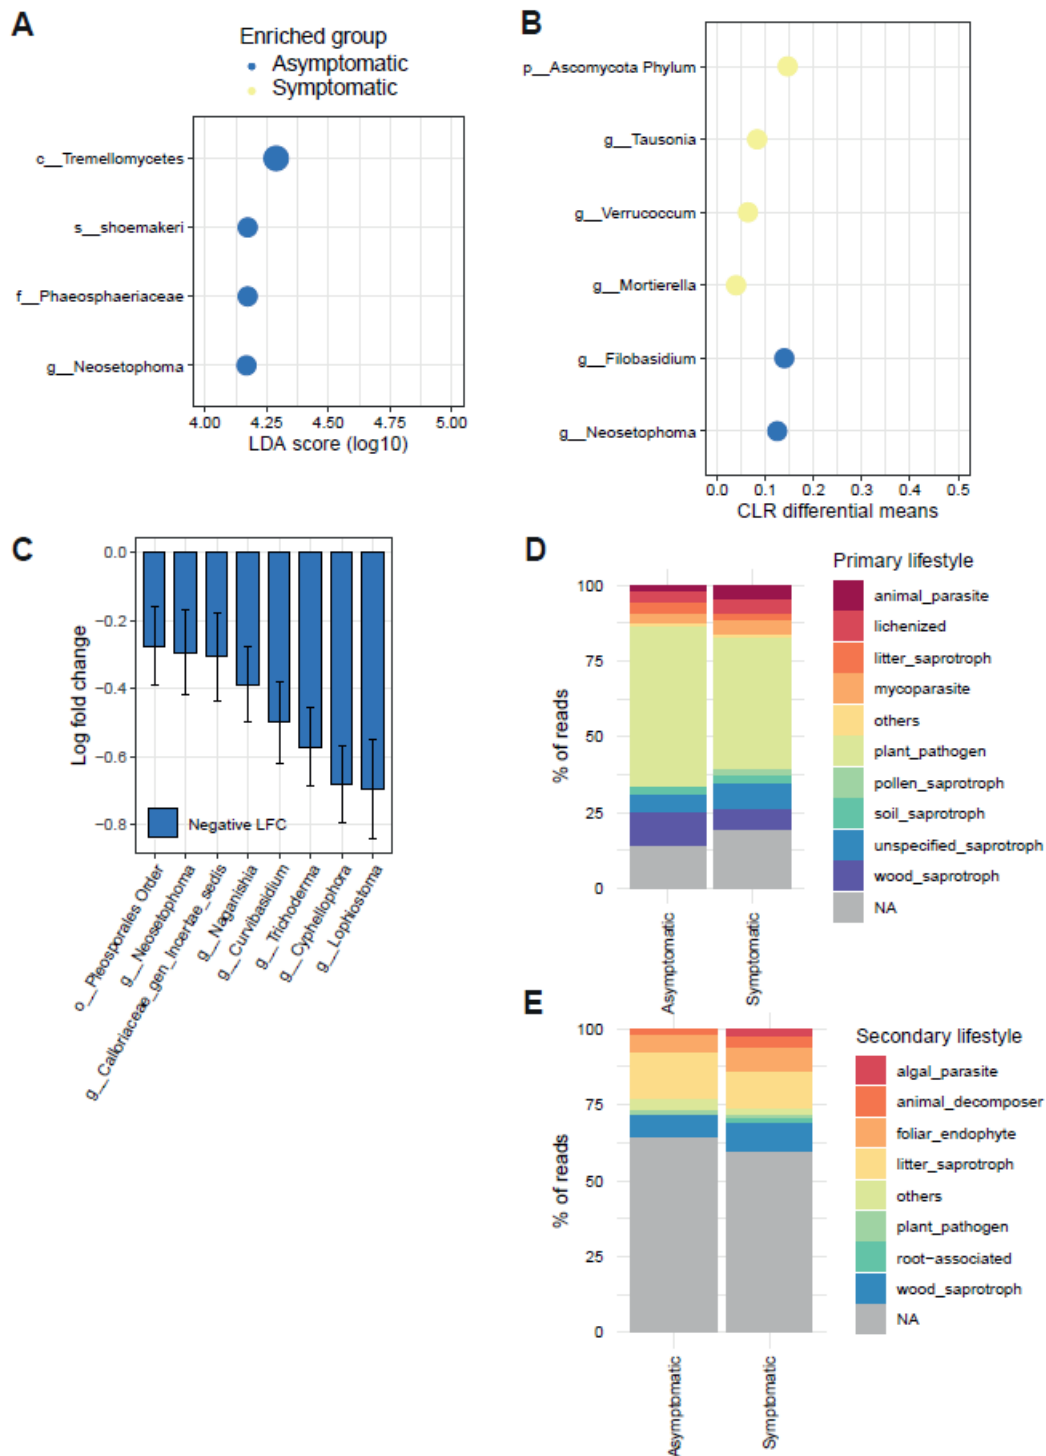 A
Enriched group
Asymptomatic
Symptomatic
c__Tremellomycetes
s__shoemakeri
f__Phaeosphaeriaceae
g__Neosetophoma
4.00 4.25 4.50 4.75 5.00
LDA score (log10)
B
p__Ascomycota Phylum
g__Tausonia
g__Verrucoccum
g__Mortierella
g__Filobasidium
g__Neosetophoma
0.0 0.1 0.2 0.3 0.4 0.5
CLR differential means
C
Log fold change
0.0
−0.2
−0.4
−0.6
−0.8
Negative LFC
o__Pleosporales Order
g__Neosetophoma
g__Calloriaceae_gen_Incertae_sedis
g__Naganishia
g__Curvibasidium
g__Trichoderma
g__Cyphellophora
g__Lophiostoma
D
% of reads
100
75
50
25
0
Asymptomatic
Symptomatic
Primary lifestyle
animal_parasite
lichenized
litter_saprotroph
mycoparasite
others
plant_pathogen
pollen_saprotroph
soil_saprotroph
unspecified_saprotroph
wood_saprotroph
NA
E
% of reads
100
75
50
25
0
Asymptomatic
Symptomatic
Secondary lifestyle
algal_parasite
animal_decomposer
foliar_endophyte
litter_saprotroph
others
plant_pathogen
root−associated
wood_saprotroph
NA